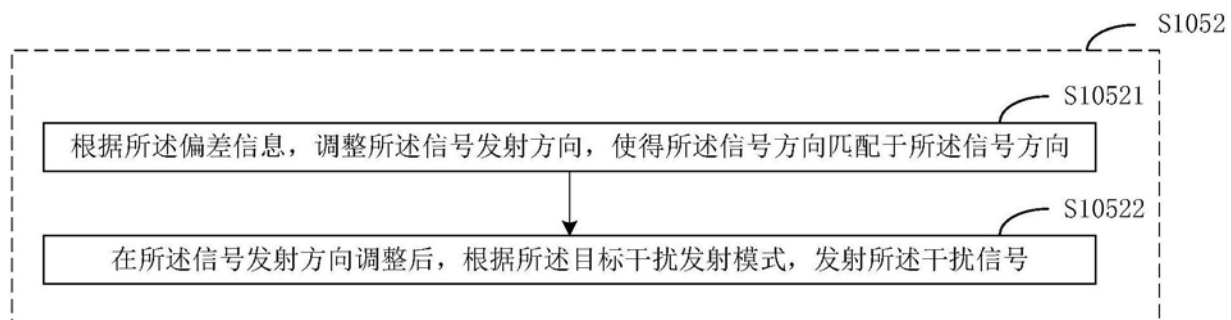 S1052
S10521
根据所述偏差信息，调整所述信号发射方向，使得所述信号方向匹配于所述信号方向
S10522
在所述信号发射方向调整后，根据所述目标干扰发射模式，发射所述干扰信号